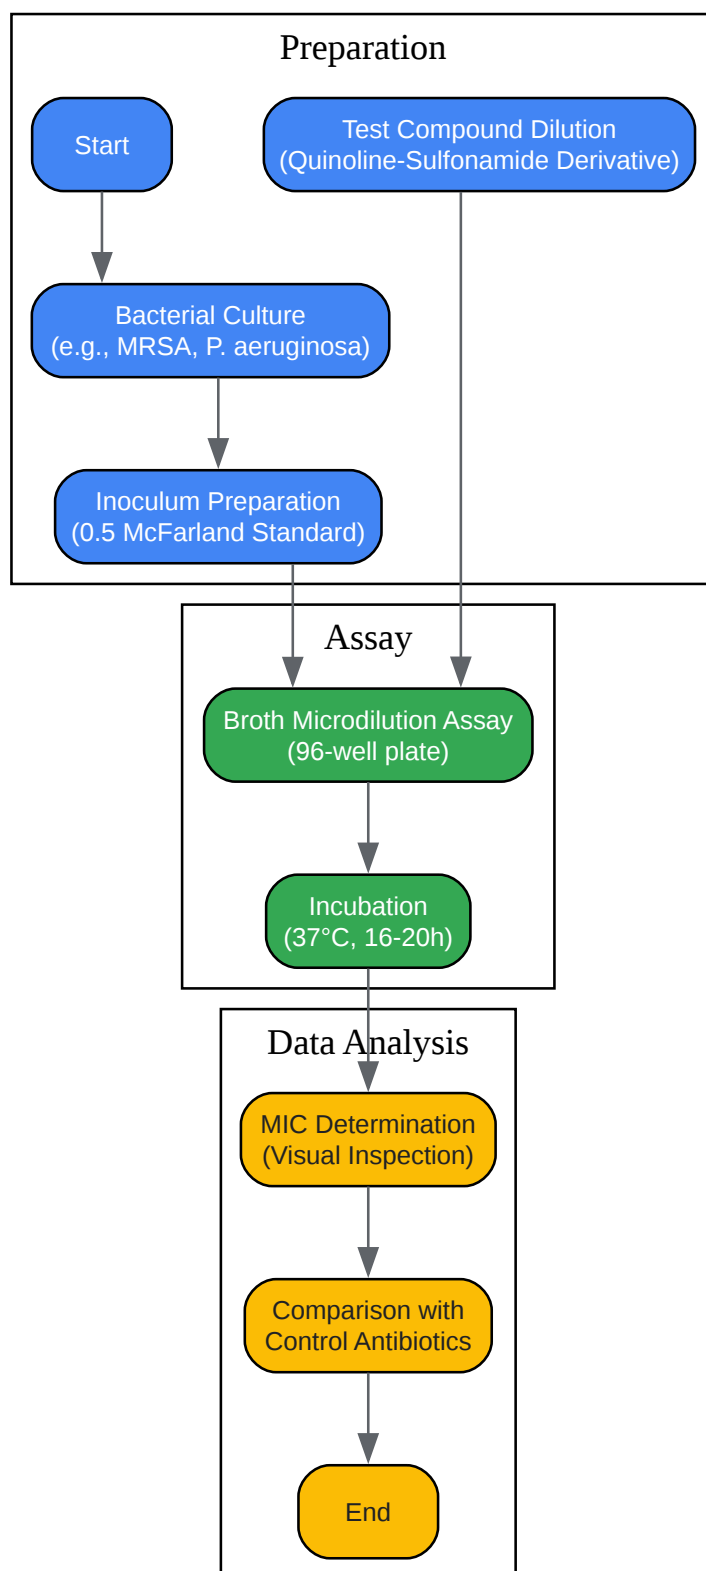 Preparation
Start
Test Compound Dilution
(Quinoline-Sulfonamide Derivative)
Bacterial Culture
(e.g., MRSA, P. aeruginosa)
Inoculum Preparation
(0.5 McFarland Standard)
Assay
Broth Microdilution Assay
(96-well plate)
Incubation
(37°C, 16-20h)
Data Analysis
MIC Determination
(Visual Inspection)
Comparison with
Control Antibiotics
End